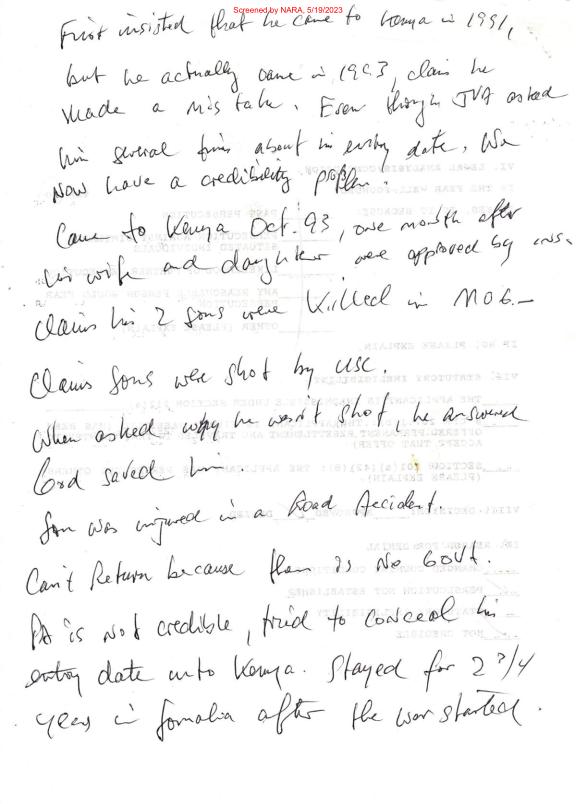 Screened by NARA, 5/19/2023
First insisted that he came to Kenya in 1991,
but he actually came in 1993, claim he
made a mistake. Even though JVA asked
him several times about his entry date. We
now have a credibility problem.
Came to Kenya Oct. 93, one month after
his wife and daughter were approved by INS.
Claims his 2 sons were killed in MOG.
Claims sons were shot by USC.
When asked why he wasn't shot, he answered
Lord saved him
Son was injured in a Road Accident.
Can't Return because there is No Govt.
PA is not credible, tried to conceal his
entry date into Kenya. Stayed for 2 3/4
years in Somalia after the war started.